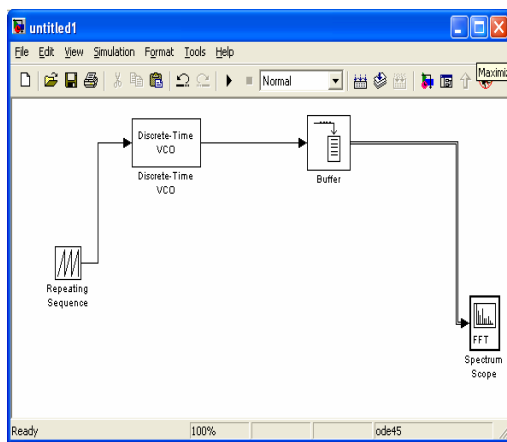 untitled1
File Edit View Simulation Format Tools Help
Normal
Maximiz
Discrete-Time
VCO
Discrete-Time
VCO
Buffer
Repeating
Sequence
FFT
Spectrum
Scope
Ready 100% ode45